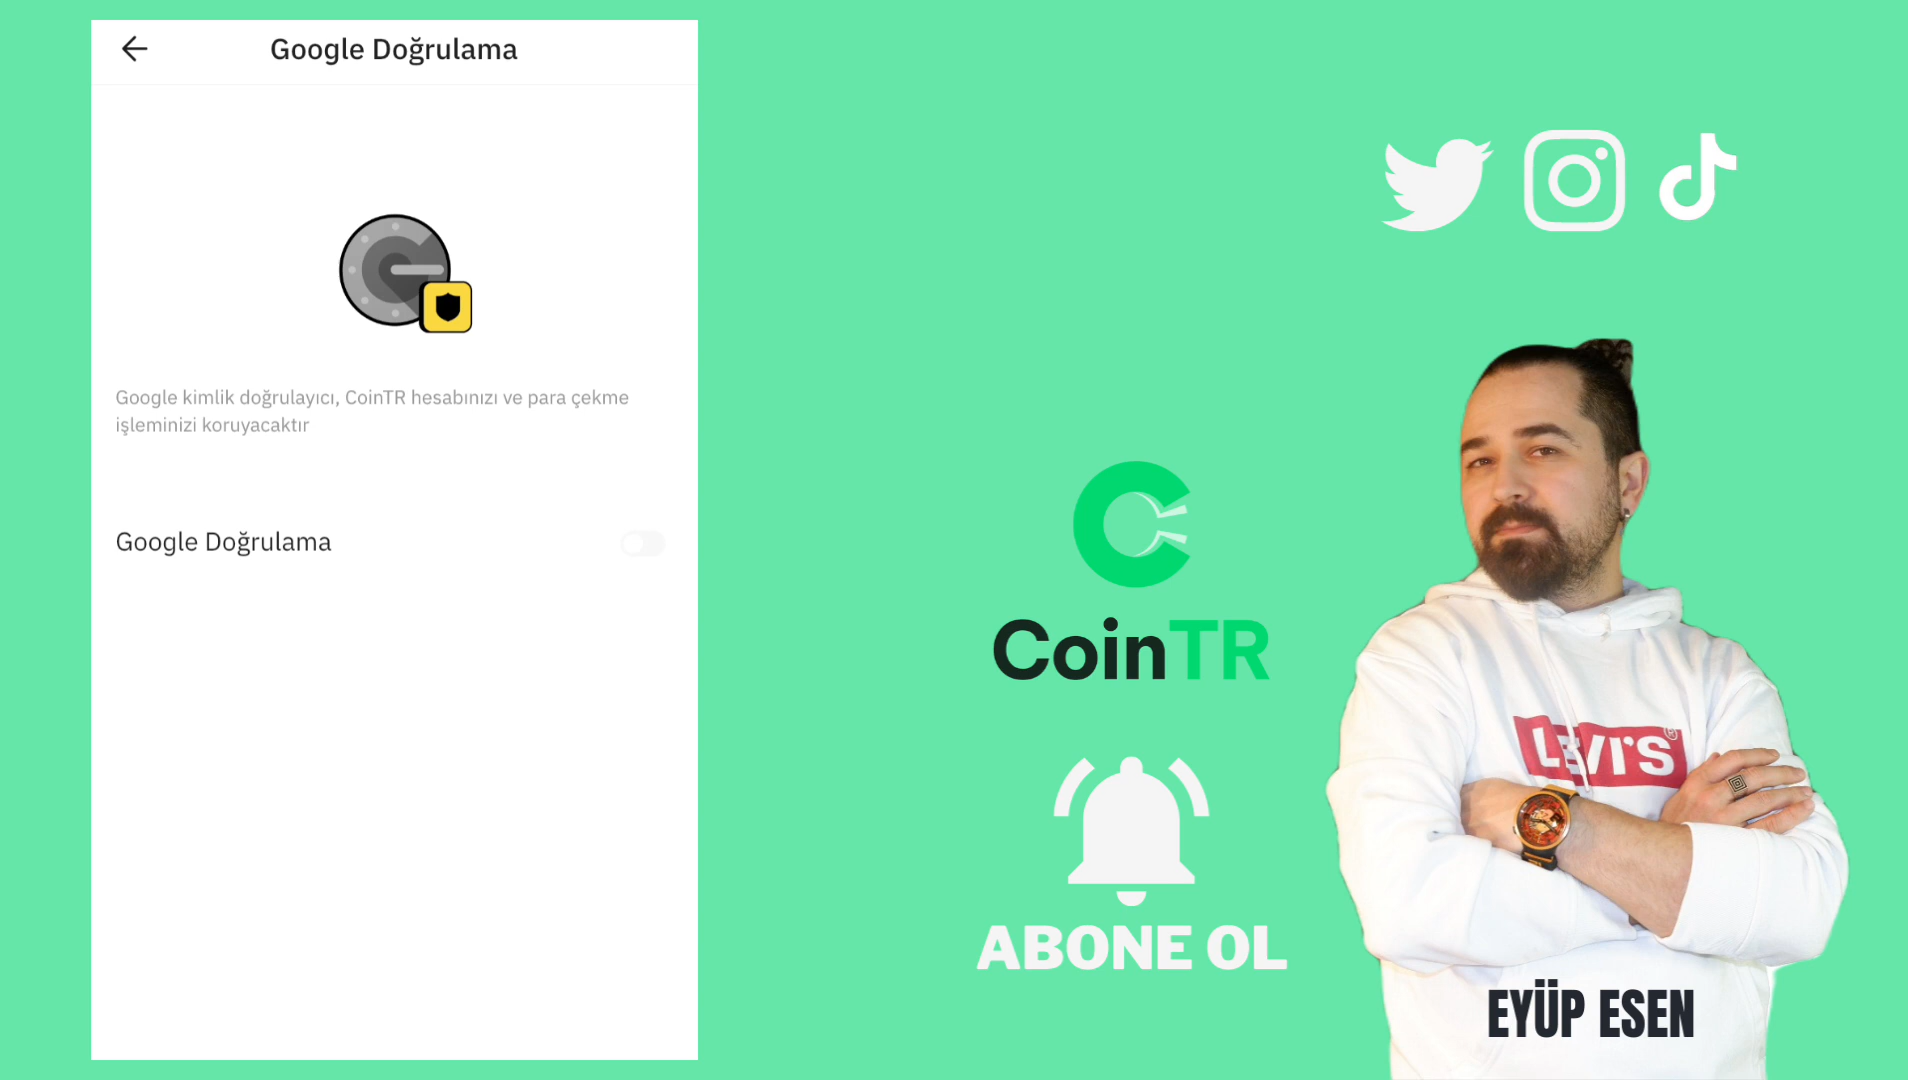 Google Doğrulama
Google kimlik doğrulayıcı, CoinTR hesabınızı ve para çekme
işleminizi koruyacaktır
Google Doğrulama
CoinTR
ABONE OL
LEVI'S
EYÜP ESEN